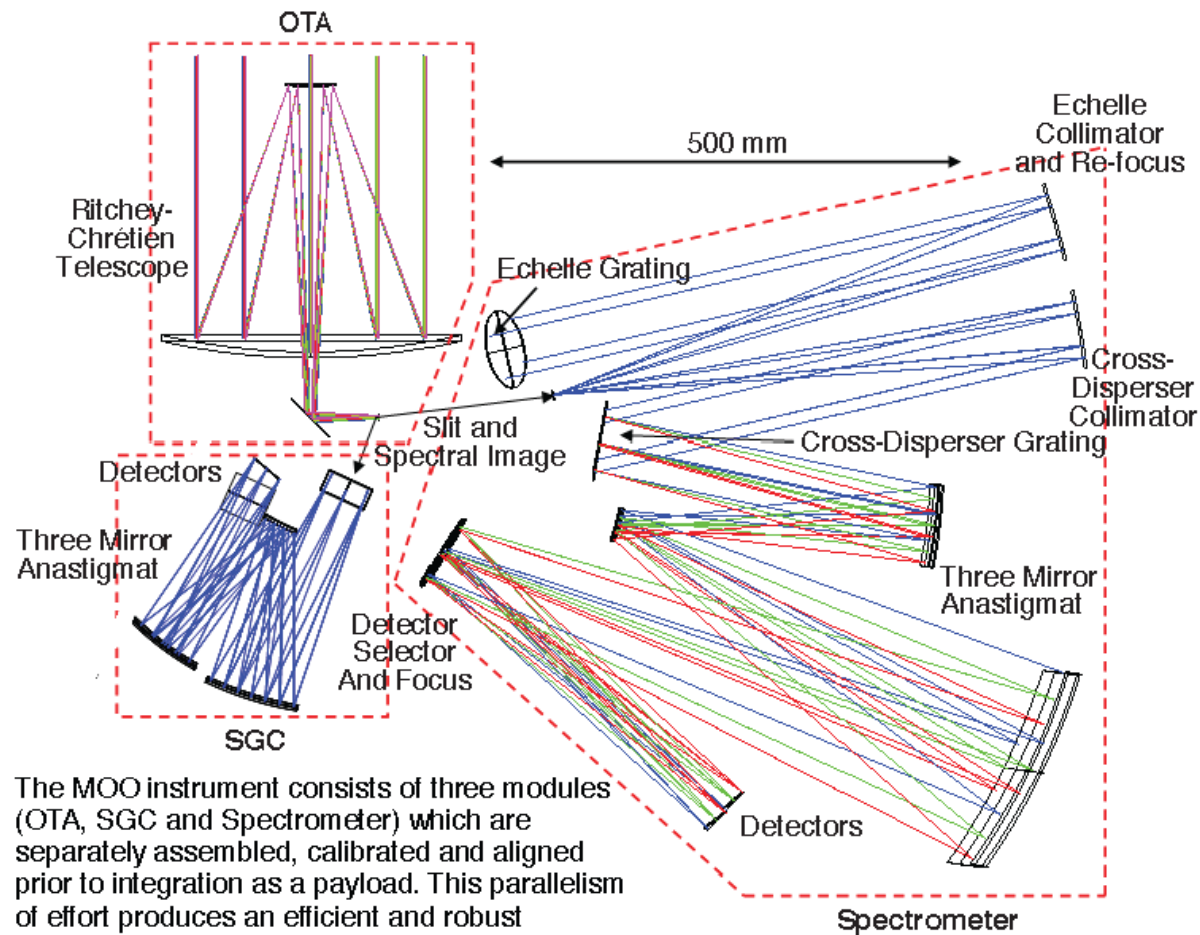 OTA
Ritchey-
Chrétien
Telescope
500 mm
Echelle
Collimator
and Re-focus
Echelle Grating
Cross-
Disperser
Collimator
Slit and
Spectral Image
Cross-Disperser Grating
Detectors
Three Mirror
Anastigmat
Three Mirror
Anastigmat
Detector
Selector
And Focus
SGC
Detectors
The MOO instrument consists of three modules
(OTA, SGC and Spectrometer) which are
separately assembled, calibrated and aligned
prior to integration as a payload. This parallelism
of effort produces an efficient and robust
Spectrometer